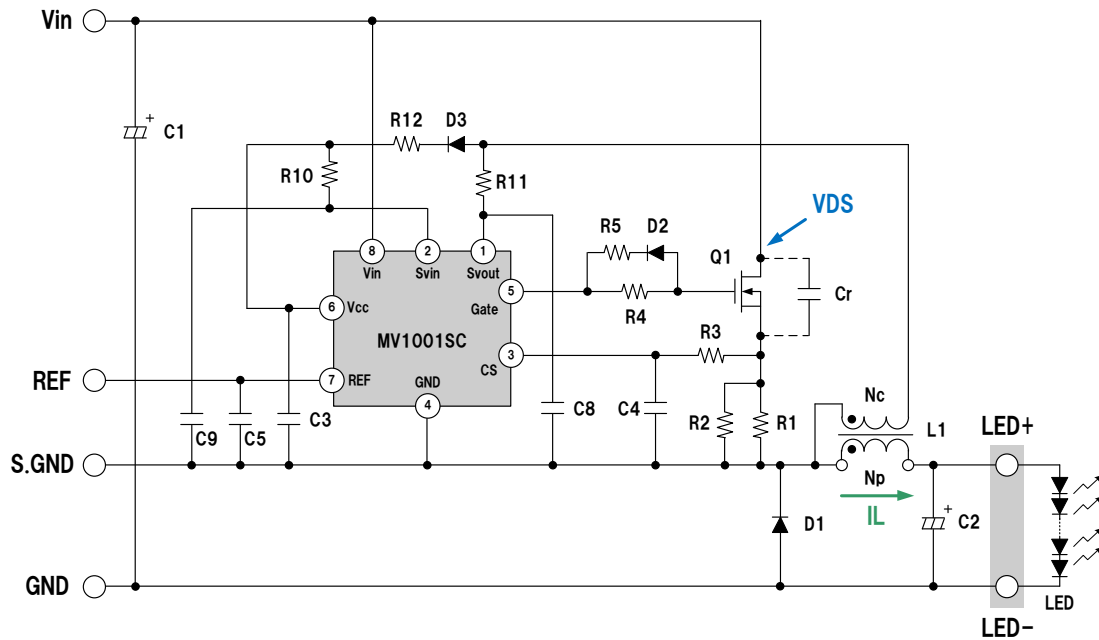 Vin
+
C1
R12
D3
R10
R11
VDS
R5
D2
Q1
8
2
1
Vin
Svin
Svout
5
Gate
R4
Cr
6
Vcc
MV1001SC
R3
3
CS
REF
7
REF
GND
4
Nc
C9
C5
C3
C8
C4
R2
R1
L1
LED+
S.GND
Np
IL
D1
+
C2
GND
LED
LED-